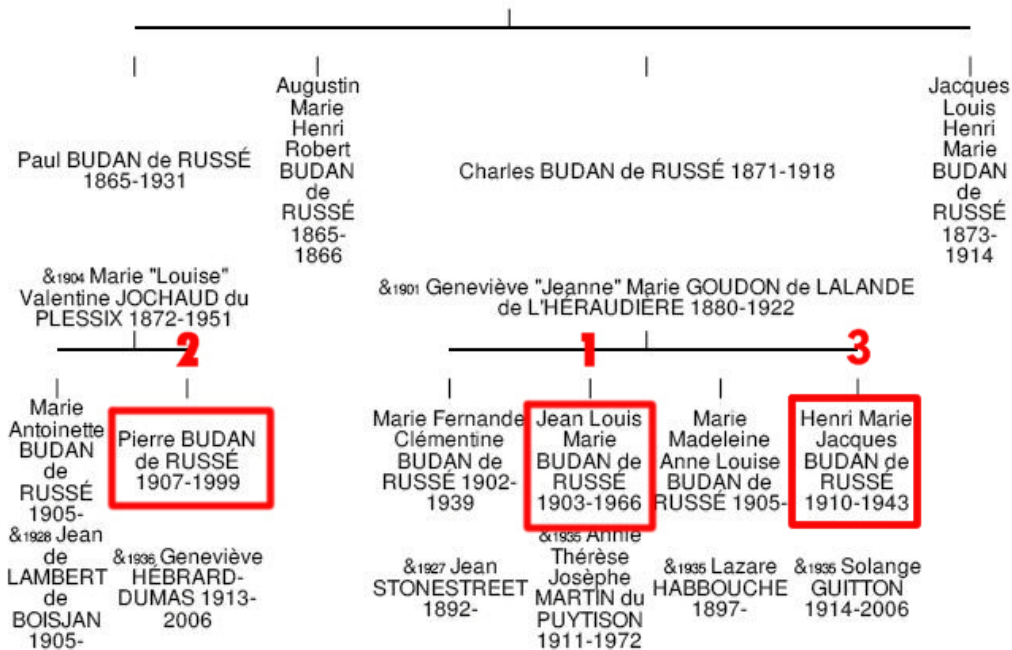 Paul BUDAN de RUSSÉ
1865-1931
Augustin
Marie
Henri
Robert
BUDAN
de
RUSSÉ
1865-
1866
Charles BUDAN de RUSSÉ 1871-1918
Jacques
Louis
Henri
Marie
BUDAN
de
RUSSÉ
1873-
1914
&1904 Marie "Louise"
Valentine JOCHAUD du
PLESSIX 1872-1951
&1901 Geneviève "Jeanne" Marie GOUDON de LALANDE
de L'HÉRAUDIÈRE 1880-1922
2
1
3
Marie
Antoinette
BUDAN
de
RUSSÉ
1905-
Pierre BUDAN
de RUSSÉ
1907-1999
Marie Fernande
Clémentine
BUDAN de
RUSSÉ 1902-
1939
Jean Louis
Marie
BUDAN de
RUSSÉ
1903-1966
Marie
Madeleine
Anne Louise
BUDAN de
RUSSÉ 1905-
Henri Marie
Jacques
BUDAN de
RUSSÉ
1910-1943
&1928 Jean
de
LAMBERT
de
BOISJAN
1905-
&1936 Geneviève
HÉBRARD-
DUMAS 1913-
2006
&1927 Jean
STONESTREET
1892-
&1935 Annie
Thérèse
Josèphe
MARTIN du
PUYTISON
1911-1972
&1935 Lazare
HABBOUCHE
1897-
&1935 Solange
GUITTON
1914-2006